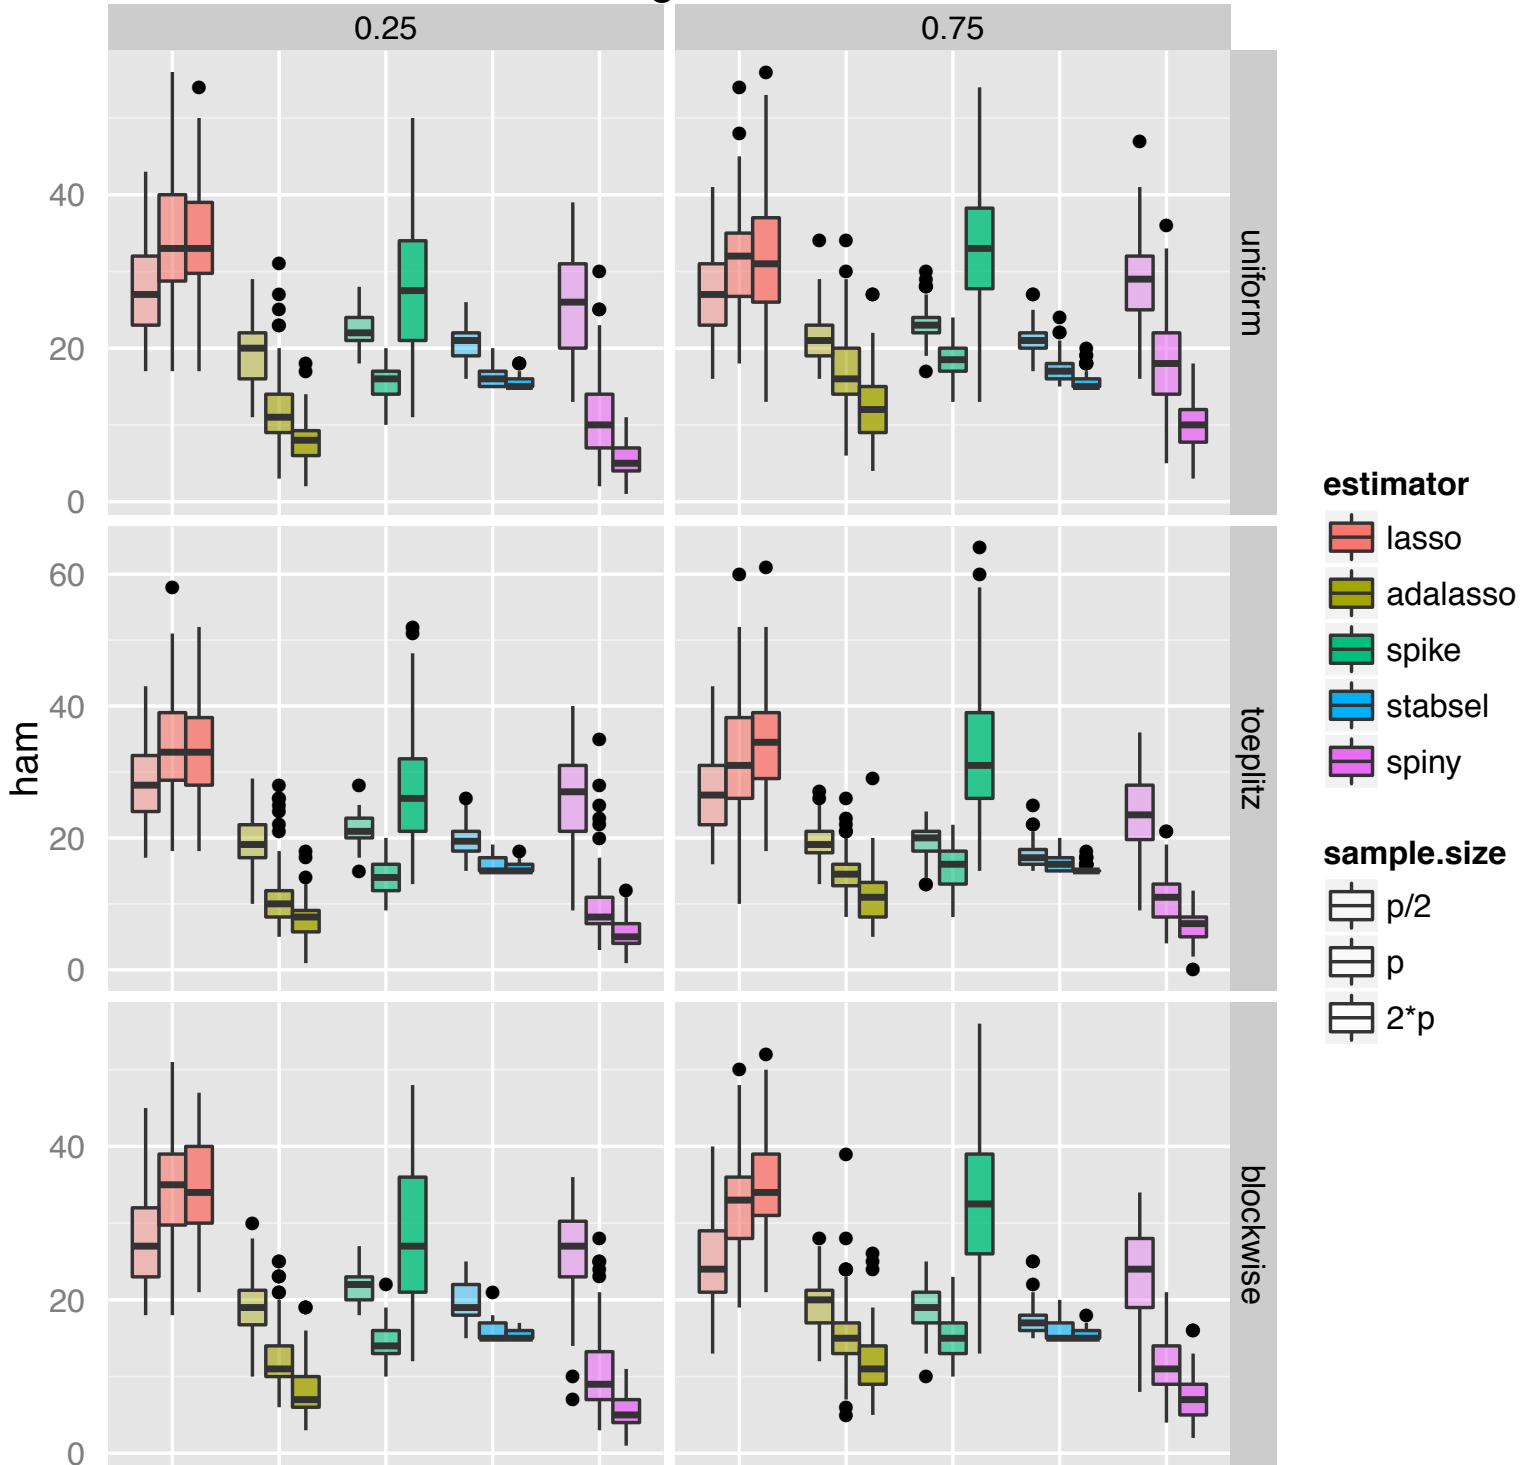 0.25
0.75
40
20
0
uniform
60
40
20
0
toeplitz
40
20
0
blockwise
ham
estimator
lasso
adalasso
spike
stabsel
spiny
sample.size
p/2
p
2*p